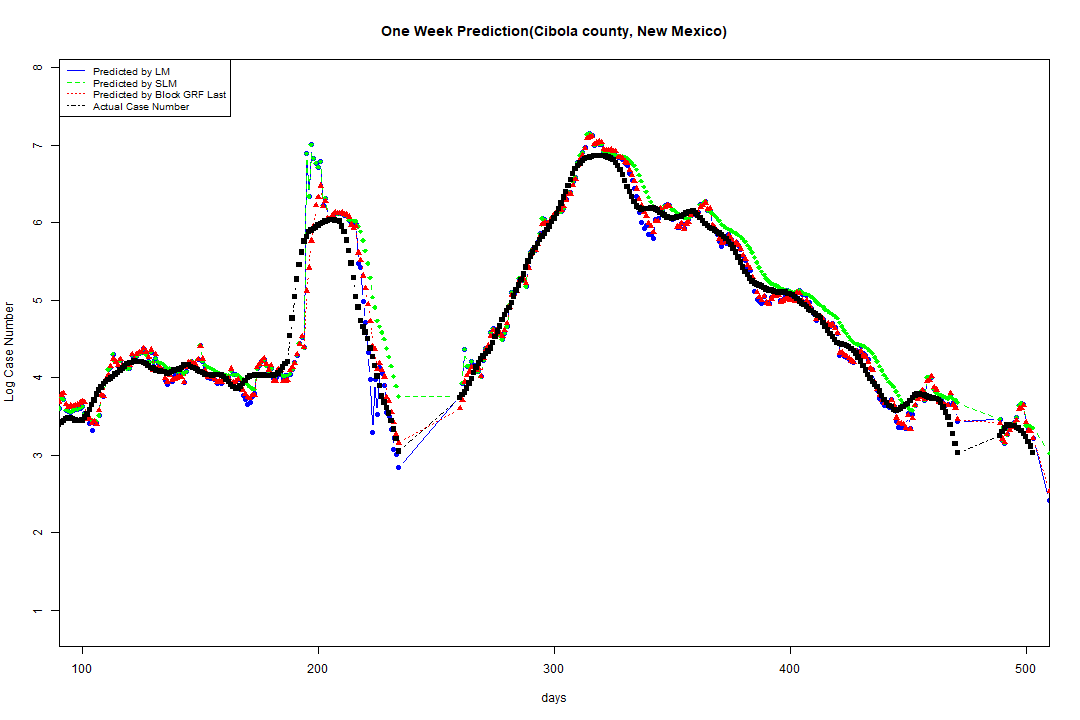 One Week Prediction(Cibola county, New Mexico)
Predicted by LM
Predicted by SLM
Predicted by Block GRF Last
Actual Case Number
Log Case Number
8
7
6
5
4
3
2
1
100 200 300 400 500
days